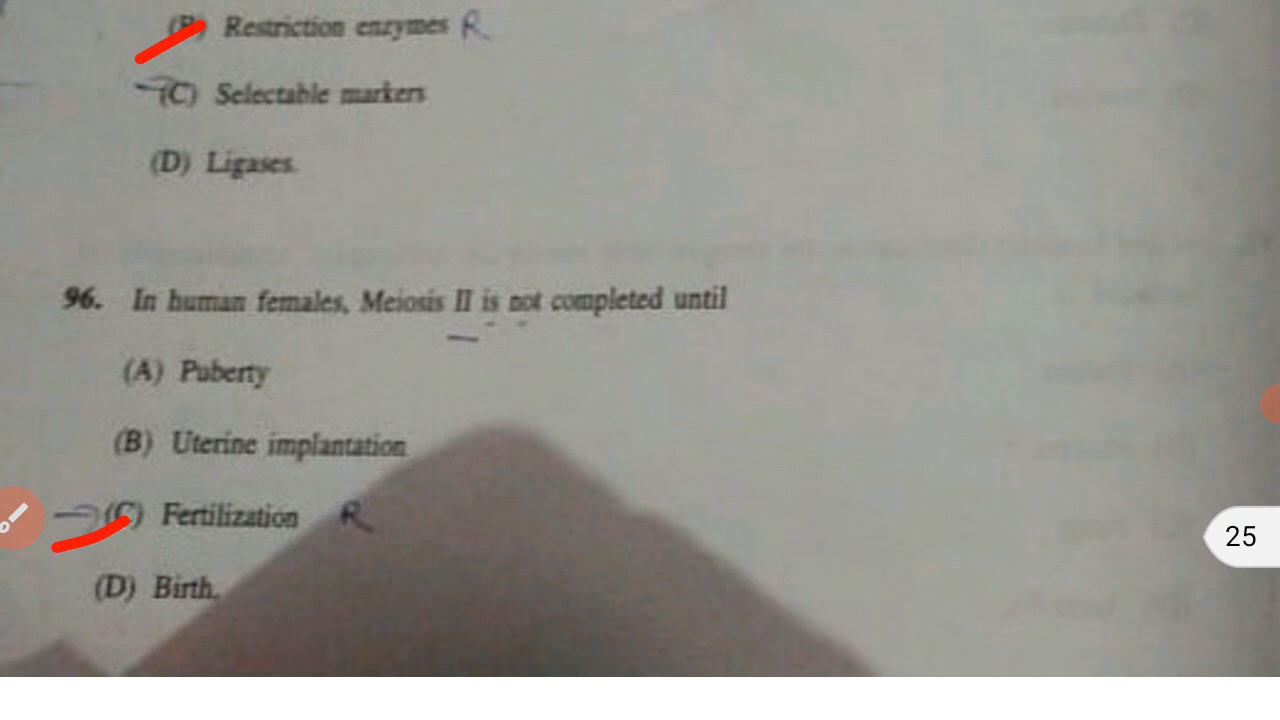 (B) Restriction enzymes R
(C) Selectable markers
(D) Ligases.
96. In human females, Meiosis II is not completed until
(A) Puberty
(B) Uterine implantation
(C) Fertilization R
(D) Birth.
25